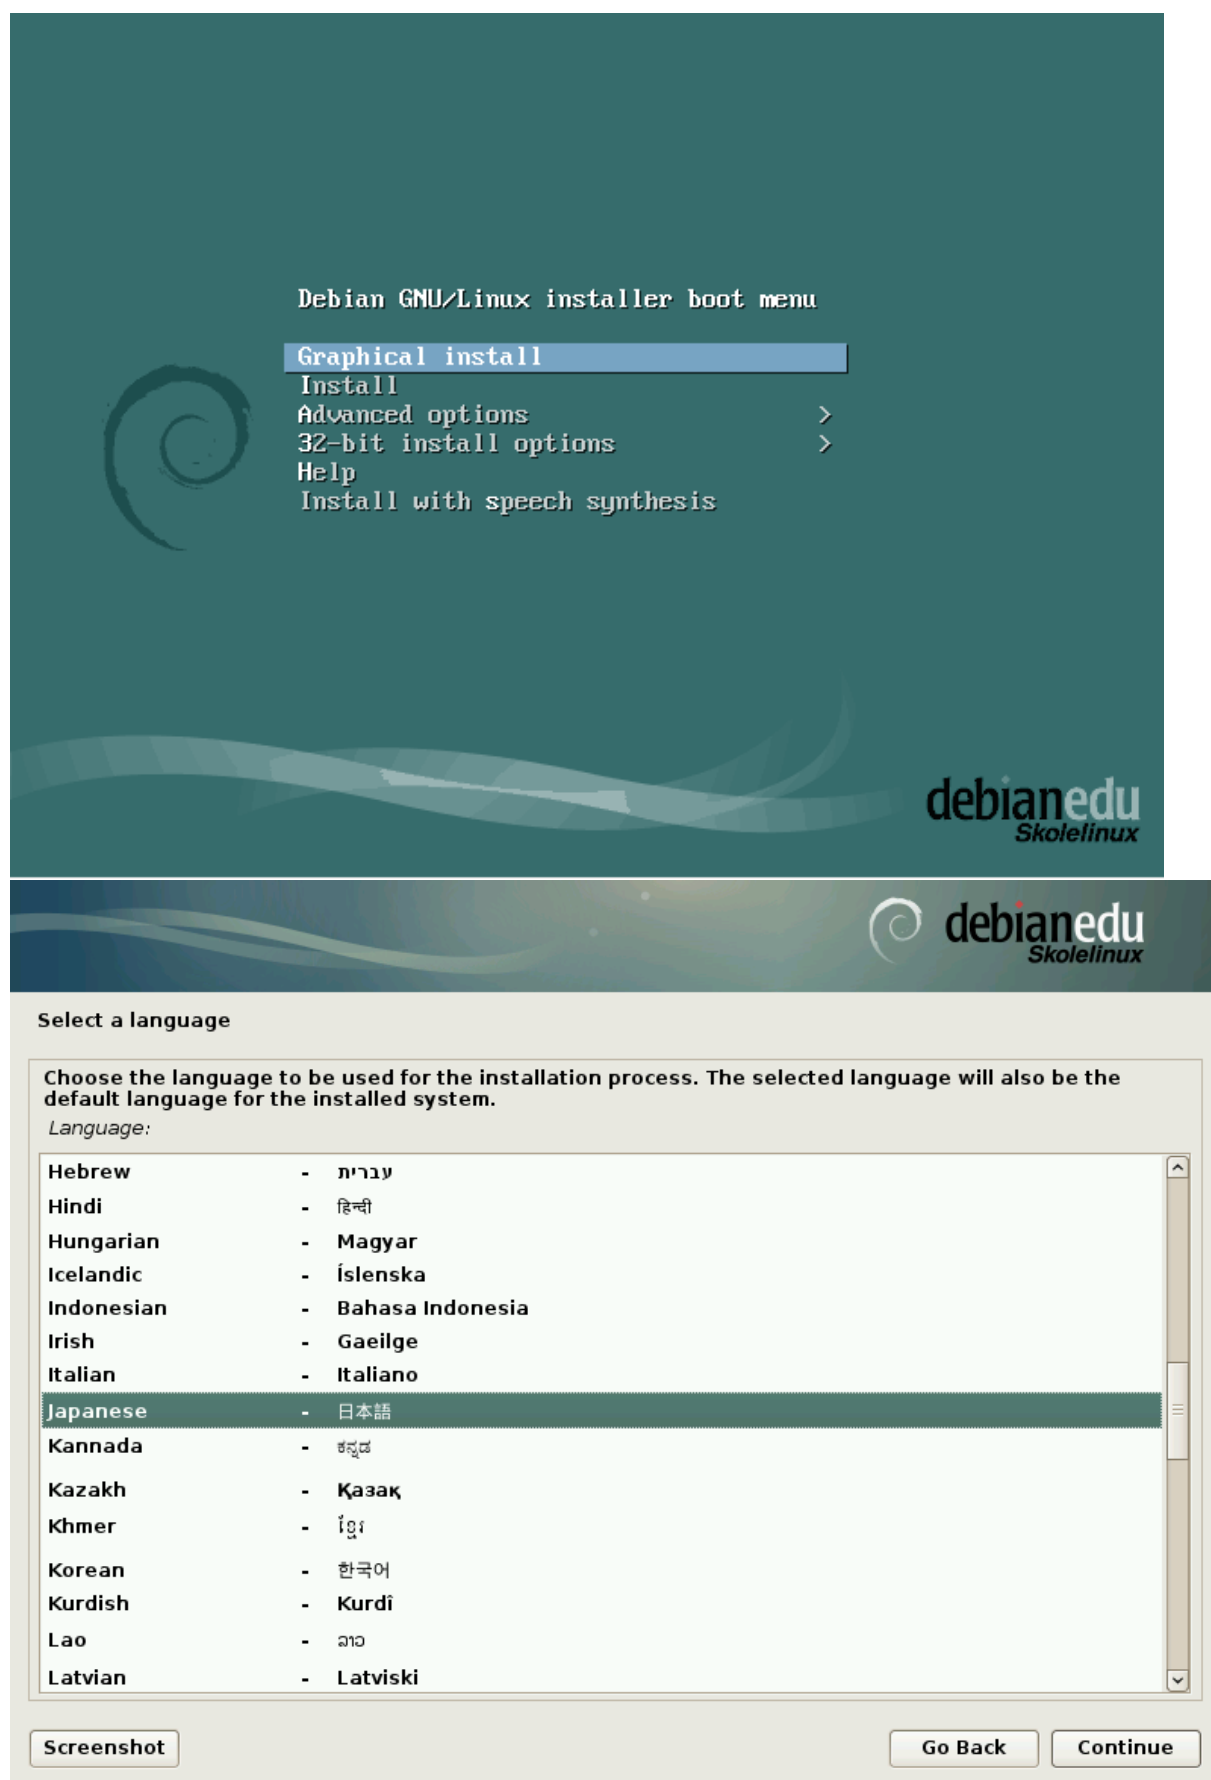 Debian GNU/Linux installer boot menu
Graphical install
Install
Advanced options >
32-bit install options >
Help
Install with speech synthesis
debianedu
Skolelinux
debianedu
Skolelinux
Select a language
Choose the language to be used for the installation process. The selected language will also be the
default language for the installed system.
Language:
Hebrew - עברית
Hindi - हिन्दी
Hungarian - Magyar
Icelandic - Íslenska
Indonesian - Bahasa Indonesia
Irish - Gaeilge
Italian - Italiano
Japanese - 日本語
Kannada - ಕನ್ನಡ
Kazakh - Қазақ
Khmer - ខ្មែរ
Korean - 한국어
Kurdish - Kurdî
Lao - ລາວ
Latvian - Latviski
Screenshot Go Back Continue